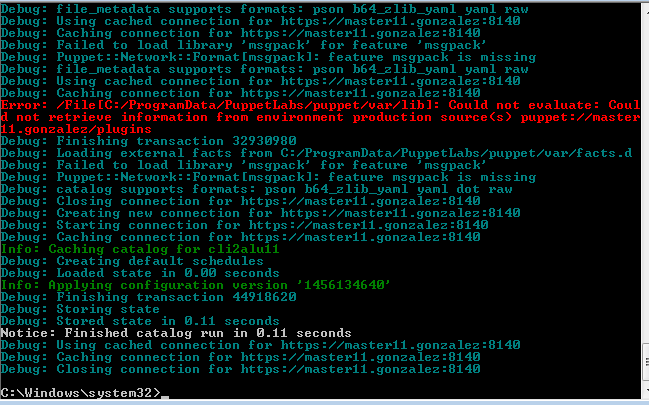 Debug: file_metadata supports formats: pson b64_zlib_yaml yaml raw
Debug: Using cached connection for https://master11.gonzalez:8140
Debug: Caching connection for https://master11.gonzalez:8140
Debug: Failed to load library 'msgpack' for feature 'msgpack'
Debug: Puppet::Network::Format[msgpack]: feature msgpack is missing
Debug: file_metadata supports formats: pson b64_zlib_yaml yaml raw
Debug: Using cached connection for https://master11.gonzalez:8140
Debug: Caching connection for https://master11.gonzalez:8140
Error: /File[C:/ProgramData/PuppetLabs/puppet/var/lib]: Could not evaluate: Coul
d not retrieve information from environment production source(s) puppet://master
11.gonzalez/plugins
Debug: Finishing transaction 32930980
Debug: Loading external facts from C:/ProgramData/PuppetLabs/puppet/var/facts.d
Debug: Failed to load library 'msgpack' for feature 'msgpack'
Debug: Puppet::Network::Format[msgpack]: feature msgpack is missing
Debug: catalog supports formats: pson b64_zlib_yaml yaml dot raw
Debug: Closing connection for https://master11.gonzalez:8140
Debug: Creating new connection for https://master11.gonzalez:8140
Debug: Starting connection for https://master11.gonzalez:8140
Debug: Caching connection for https://master11.gonzalez:8140
Info: Caching catalog for cli2alu11
Debug: Creating default schedules
Debug: Loaded state in 0.00 seconds
Info: Applying configuration version '1456134640'
Debug: Finishing transaction 44918620
Debug: Storing state
Debug: Stored state in 0.11 seconds
Notice: Finished catalog run in 0.11 seconds
Debug: Using cached connection for https://master11.gonzalez:8140
Debug: Caching connection for https://master11.gonzalez:8140
Debug: Closing connection for https://master11.gonzalez:8140
C:\Windows\system32>_